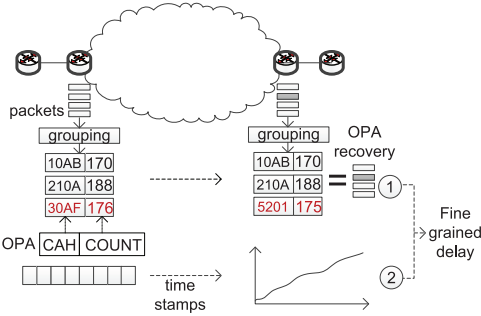 packets
grouping
10AB 170
210A 188
30AF 176
OPA CAH COUNT
time
stamps
grouping
10AB 170
210A 188
5201 175
=
OPA
recovery
1
2
Fine
grained
delay